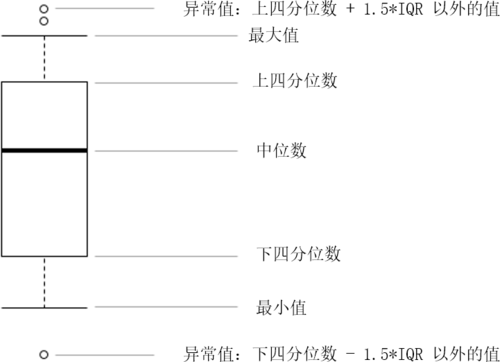 异常值: 上四分位数 + 1.5*IQR 以外的值
最大值
上四分位数
中位数
下四分位数
最小值
异常值: 下四分位数 - 1.5*IQR 以外的值